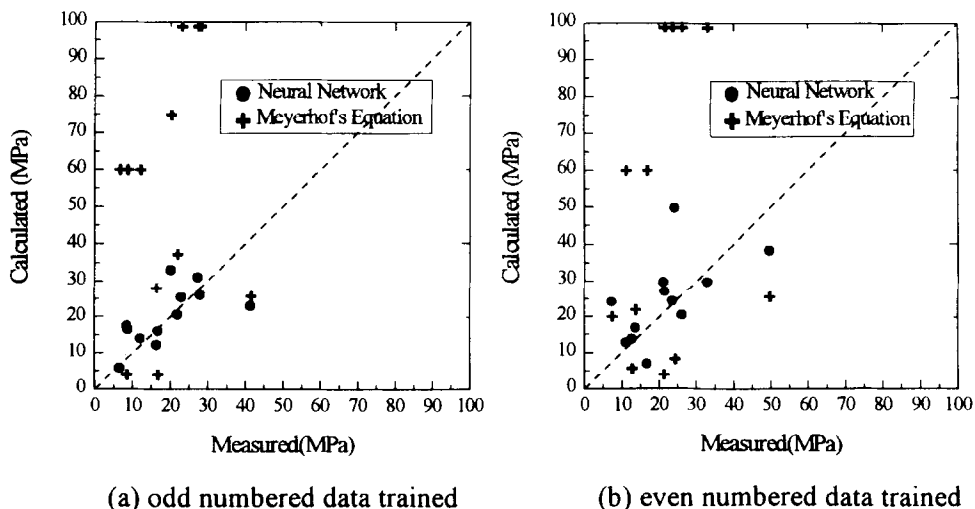 100
90
80
70
60
50
40
30
20
10
0
Calculated (MPa)
Neural Network
Meyerhof's Equation
0 10 20 30 40 50 60 70 80 90 100
Measured(MPa)
(a) odd numbered data trained
100
90
80
70
60
50
40
30
20
10
0
Calculated (MPa)
Neural Network
Meyerhof's Equation
0 10 20 30 40 50 60 70 80 90 100
Measured(MPa)
(b) even numbered data trained